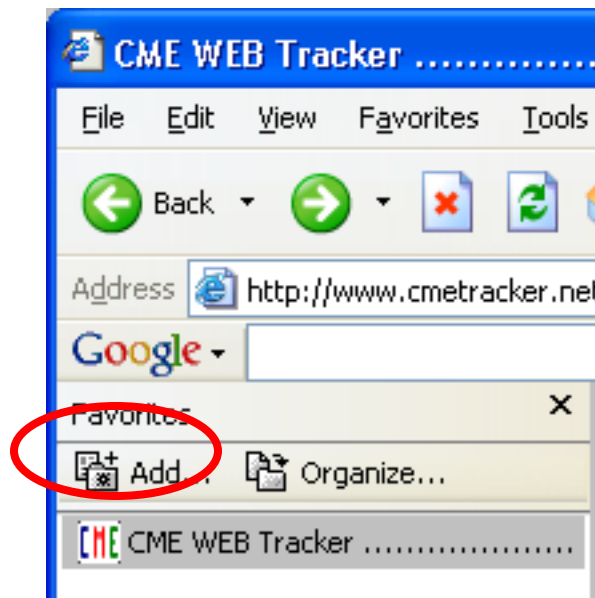 CME WEB Tracker ..............
File Edit View Favorites Tools
Back
Address http://www.cmetracker.net
Google
Favorites
Add... Organize...
CME CME WEB Tracker ....................